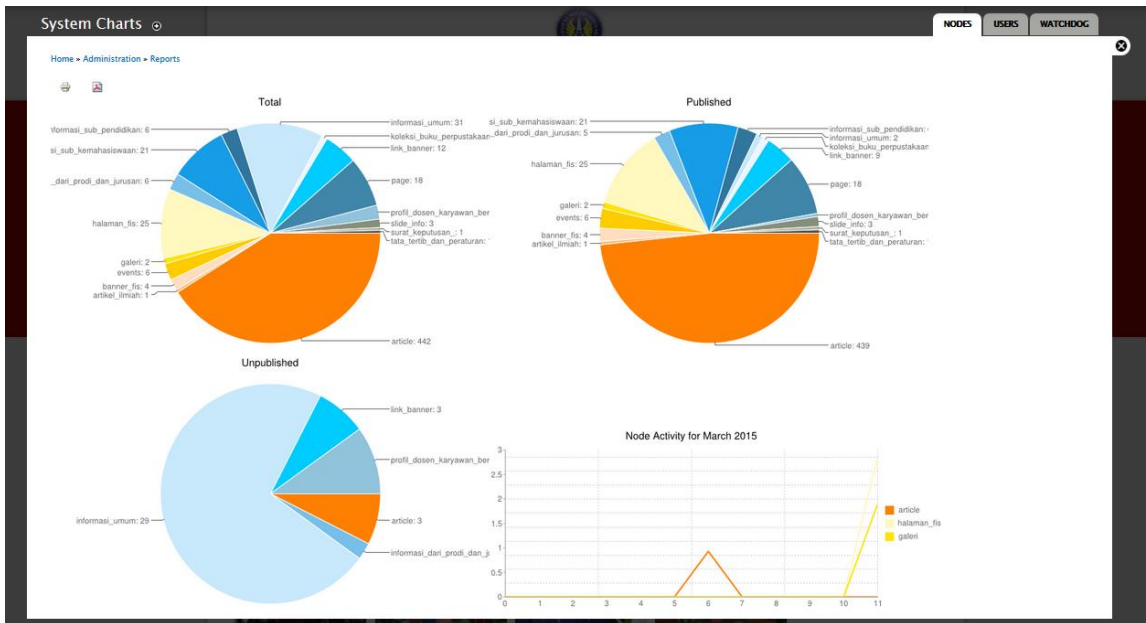 System Charts
NODES
USERS
WATCHDOG
Home » Administration » Reports
Total
informasi_umum: 31
koleksi_buku_perpustakaan
link_banner: 12
page: 18
profil_dosen_karyawan_ber
slide_info: 3
surat_keputusan_: 1
tata_tertib_dan_peraturan:
article: 442
artikel_ilmiah: 1
banner_fis: 4
events: 6
galeri: 2
halaman_fis: 25
_dari_prodi_dan_jurusan: 6
si_sub_kemahasiswaan: 21
nformasi_sub_pendidikan: 6
Published
informasi_sub_pendidikan:
informasi_umum: 2
koleksi_buku_perpustakaan
link_banner: 9
page: 18
profil_dosen_karyawan_ber
slide_info: 3
surat_keputusan_: 1
tata_tertib_dan_peraturan:
article: 439
artikel_ilmiah: 1
banner_fis: 4
events: 6
galeri: 2
halaman_fis: 25
_dari_prodi_dan_jurusan: 5
si_sub_kemahasiswaan: 21
Unpublished
link_banner: 3
profil_dosen_karyawan_ber
article: 3
informasi_dari_prodi_dan_j
informasi_umum: 29
Node Activity for March 2015
3
2.5
2
1.5
1
0.5
0
0 1 2 3 4 5 6 7 8 9 10 11
article
halaman_fis
galeri